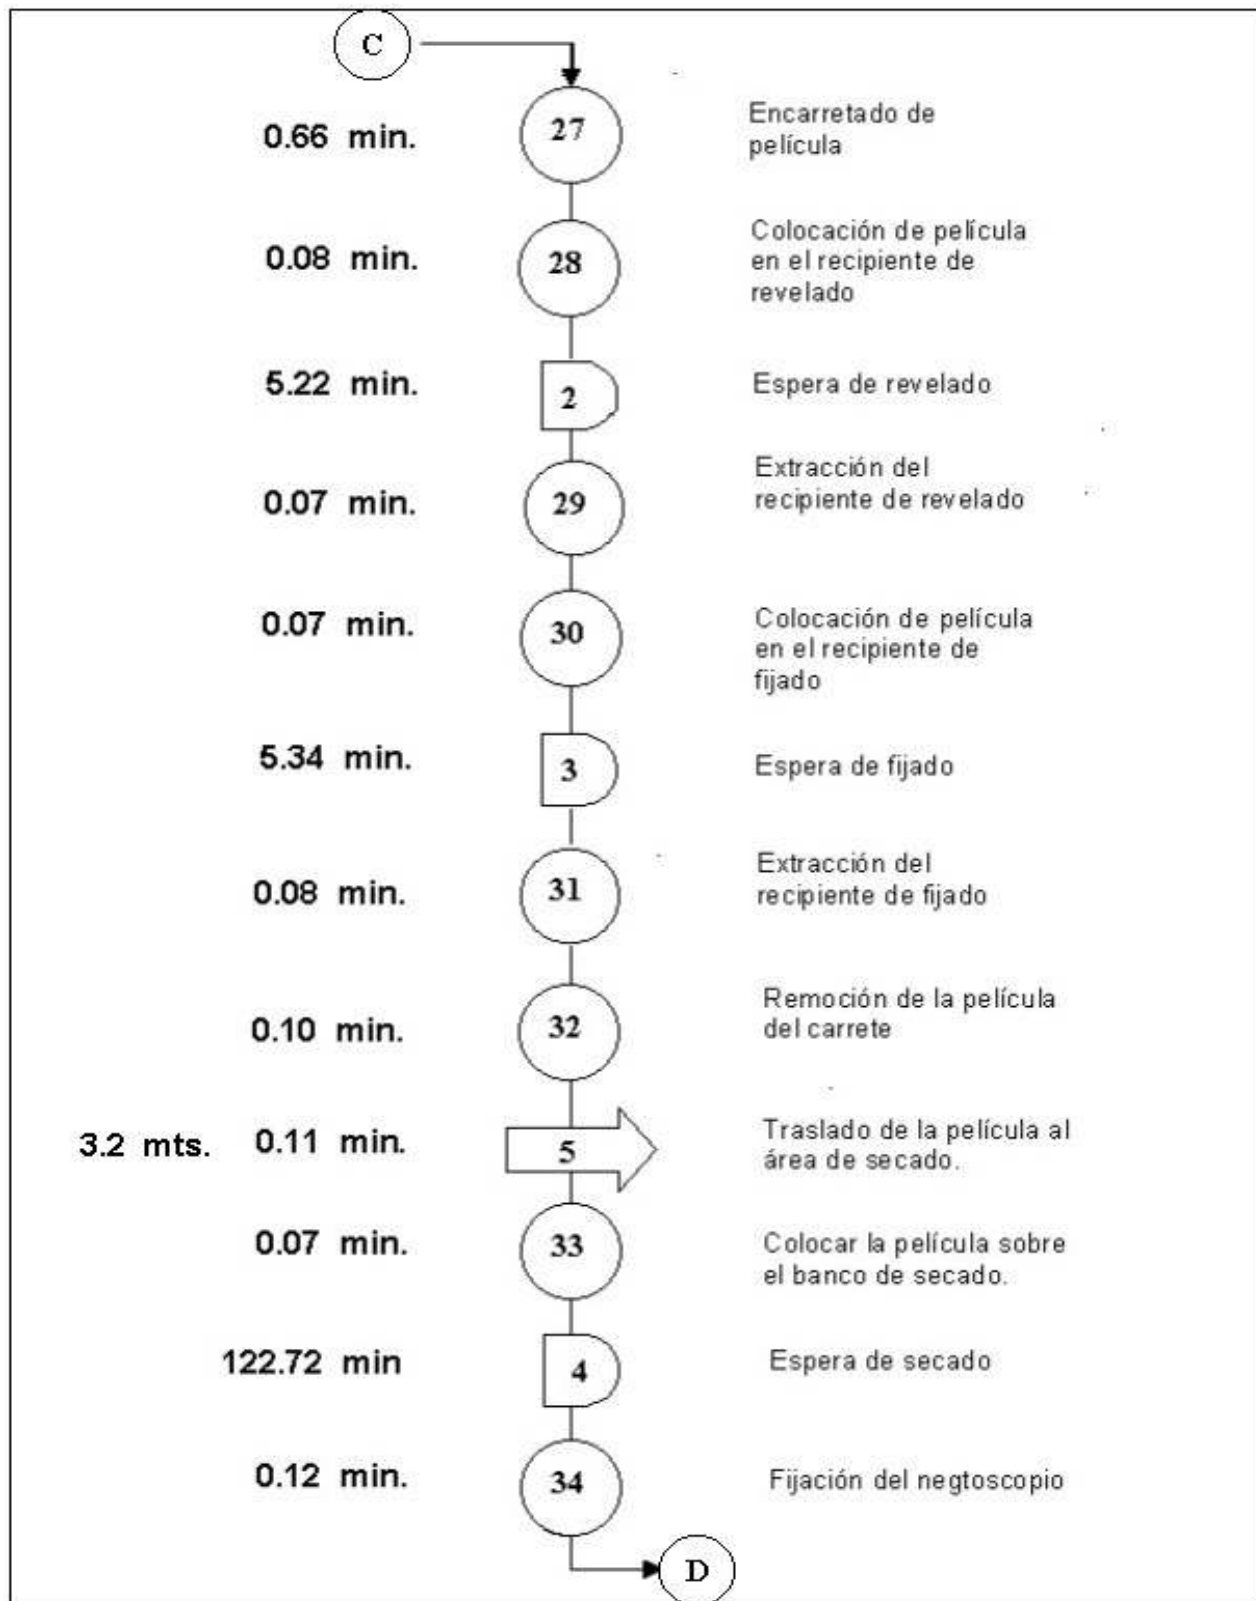 C
0.66 min.
27
Encarretado de
película
0.08 min.
28
Colocación de película
en el recipiente de
revelado
5.22 min.
2
Espera de revelado
0.07 min.
29
Extracción del
recipiente de revelado
0.07 min.
30
Colocación de película
en el recipiente de
fijado
5.34 min.
3
Espera de fijado
0.08 min.
31
Extracción del
recipiente de fijado
0.10 min.
32
Remoción de la película
del carrete
3.2 mts.
0.11 min.
5
Traslado de la película al
área de secado.
0.07 min.
33
Colocar la película sobre
el banco de secado.
122.72 min
4
Espera de secado
0.12 min.
34
Fijación del negtoscopio
D